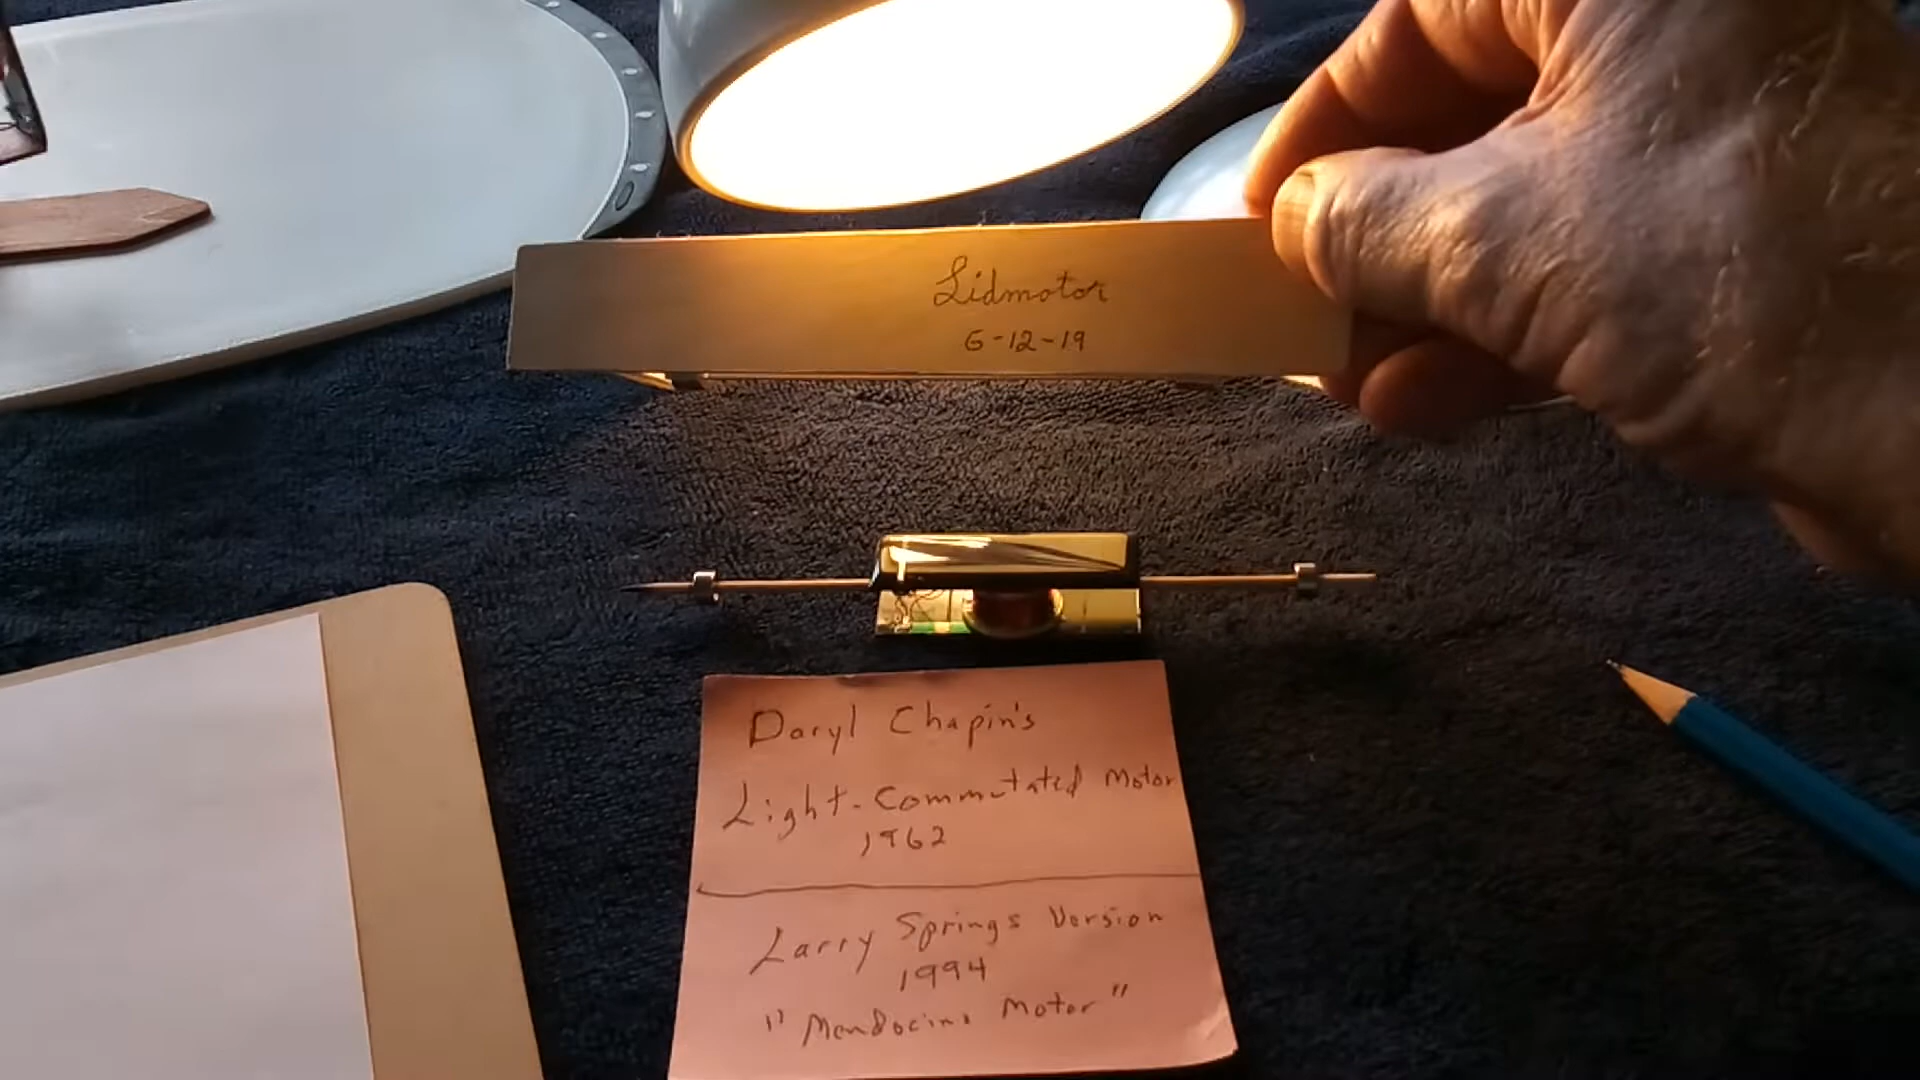 Lidmotor
6-12-19
Daryl Chapin's
Light-Commutated Motor
1962
Larry Springs Version
1994
"Mendocino Motor"